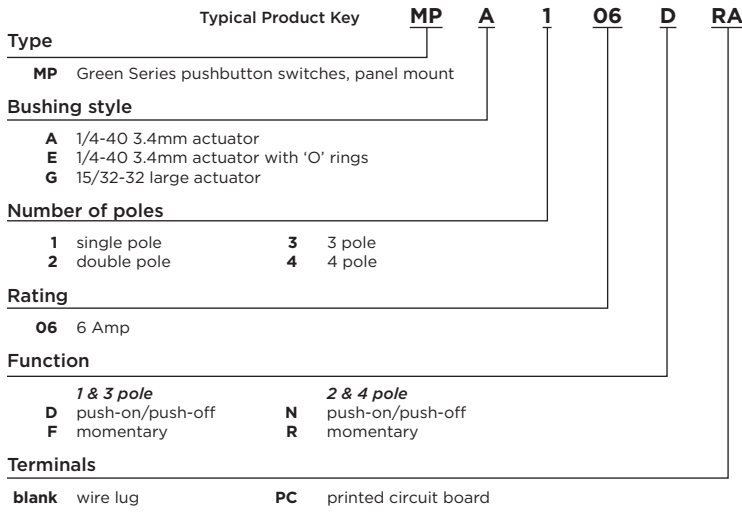 Typical Product Key MP A 1 06 D RA
Type
MP Green Series pushbutton switches, panel mount
Bushing style
A 1/4-40 3.4mm actuator
E 1/4-40 3.4mm actuator with ‘O’ rings
G 15/32-32 large actuator
Number of poles
1 single pole 3 3 pole
2 double pole 4 4 pole
Rating
06 6 Amp
Function
1 & 3 pole 2 & 4 pole
D push-on/push-off N push-on/push-off
F momentary R momentary
Terminals
blank wire lug PC printed circuit board